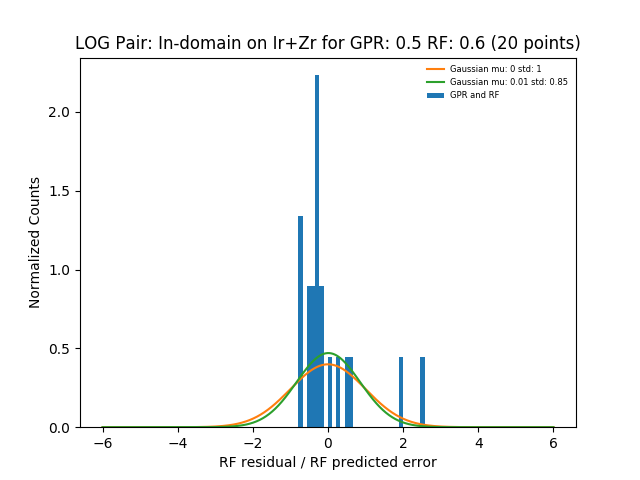 LOG Pair: In-domain on Ir+Zr for GPR: 0.5 RF: 0.6 (20 points)
Gaussian mu: 0 std: 1
Gaussian mu: 0.01 std: 0.85
GPR and RF
Normalized Counts
2.0
1.5
1.0
0.5
0.0
−6 −4 −2 0 2 4 6
RF residual / RF predicted error